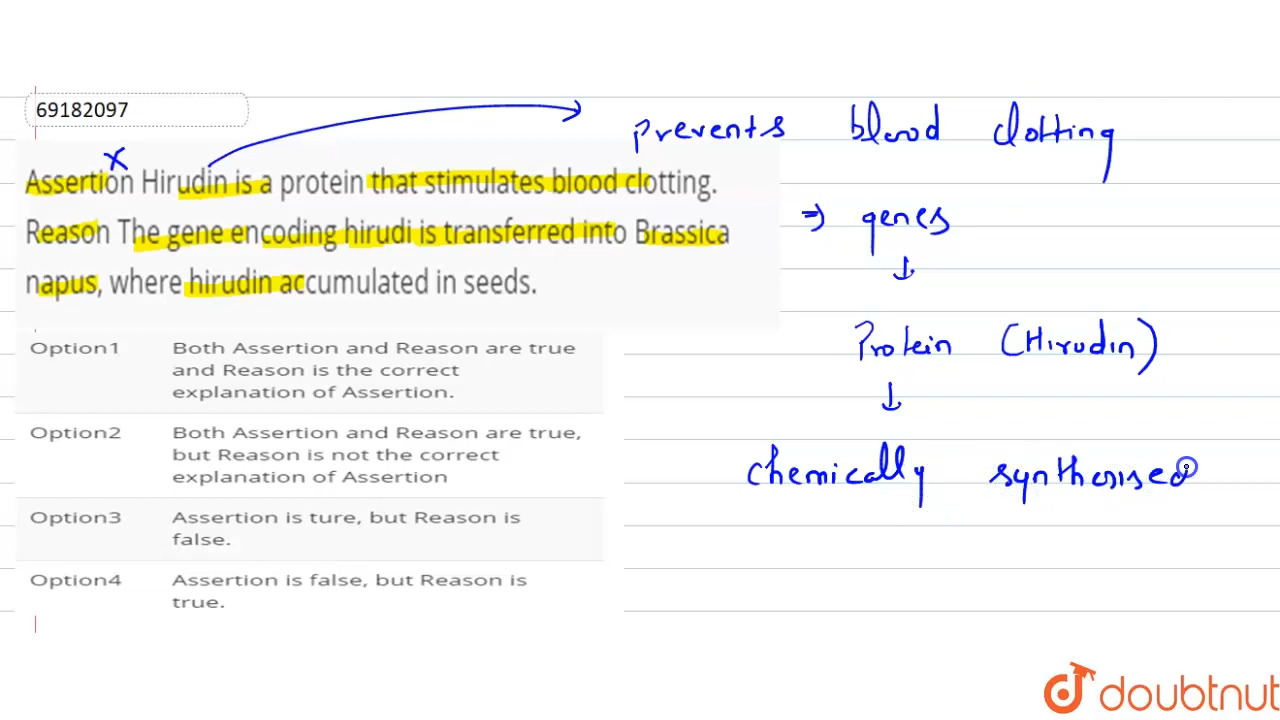 69182097
prevents blood clotting
x
Assertion Hirudin is a protein that stimulates blood clotting.
Reason The gene encoding hirudi is transferred into Brassica
napus, where hirudin accumulated in seeds.
⇒ genes
↓
Protein (Hirudin)
↓
chemically synthesised
Option1 Both Assertion and Reason are true
and Reason is the correct
explanation of Assertion.
Option2 Both Assertion and Reason are true,
but Reason is not the correct
explanation of Assertion
Option3 Assertion is ture, but Reason is
false.
Option4 Assertion is false, but Reason is
true.
doubtnut